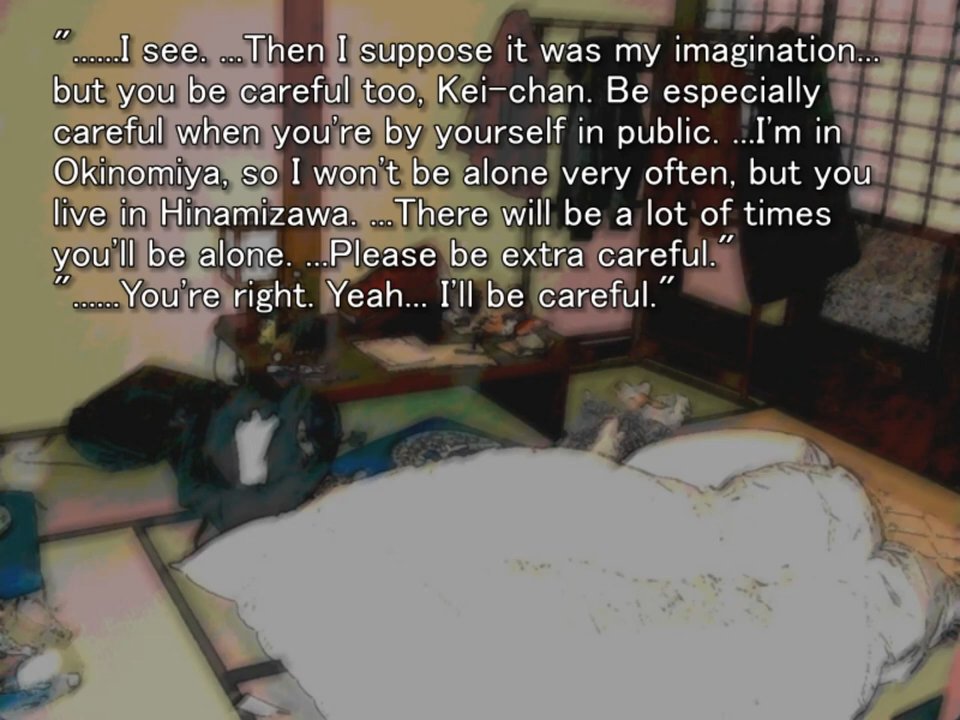 "......I see. ...Then I suppose it was my imagination...
but you be careful too, Kei-chan. Be especially
careful when you're by yourself in public. ...I'm in
Okinomiya, so I won't be alone very often, but you
live in Hinamizawa. ...There will be a lot of times
you'll be alone. ...Please be extra careful."
"......You're right. Yeah... I'll be careful."